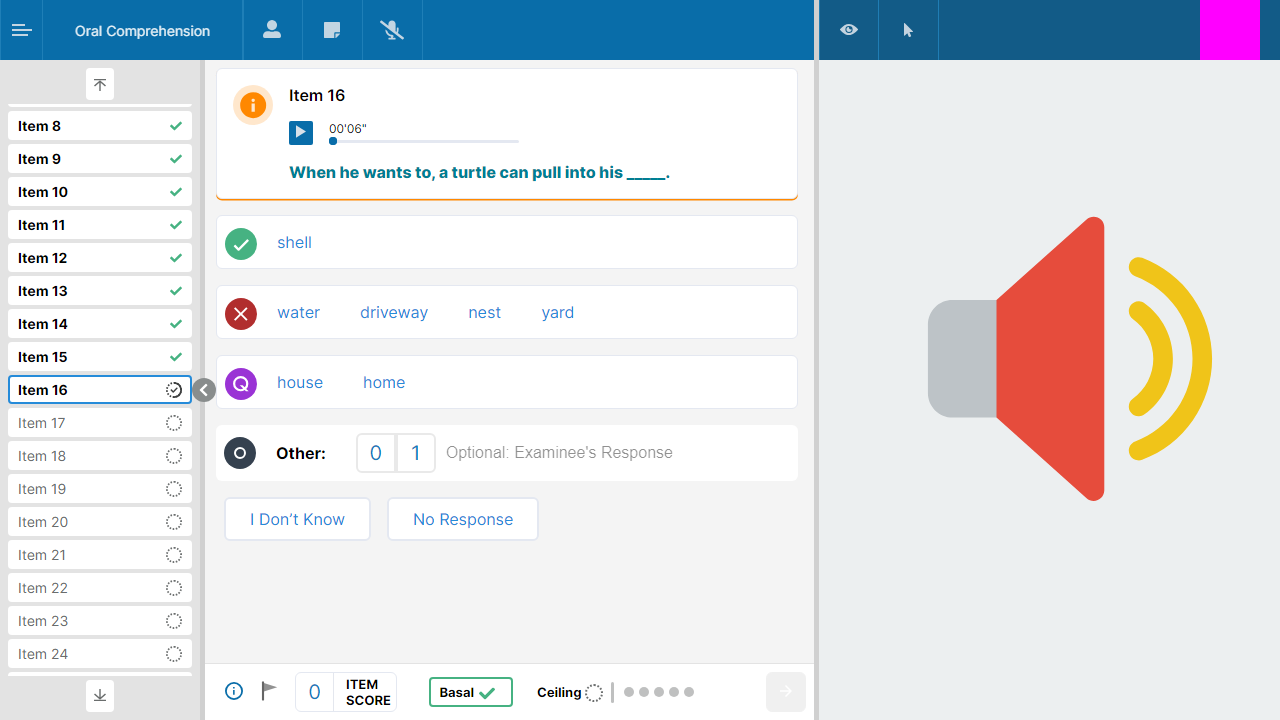 Oral Comprehension
Item 8
Item 9
Item 10
Item 11
Item 12
Item 13
Item 14
Item 15
Item 16
Item 17
Item 18
Item 19
Item 20
Item 21
Item 22
Item 23
Item 24
Item 16
00'06"
When he wants to, a turtle can pull into his _____.
shell
water driveway nest yard
Q house home
Other: 0 1 Optional: Examinee's Response
I Don’t Know No Response
0 ITEM SCORE Basal Ceiling